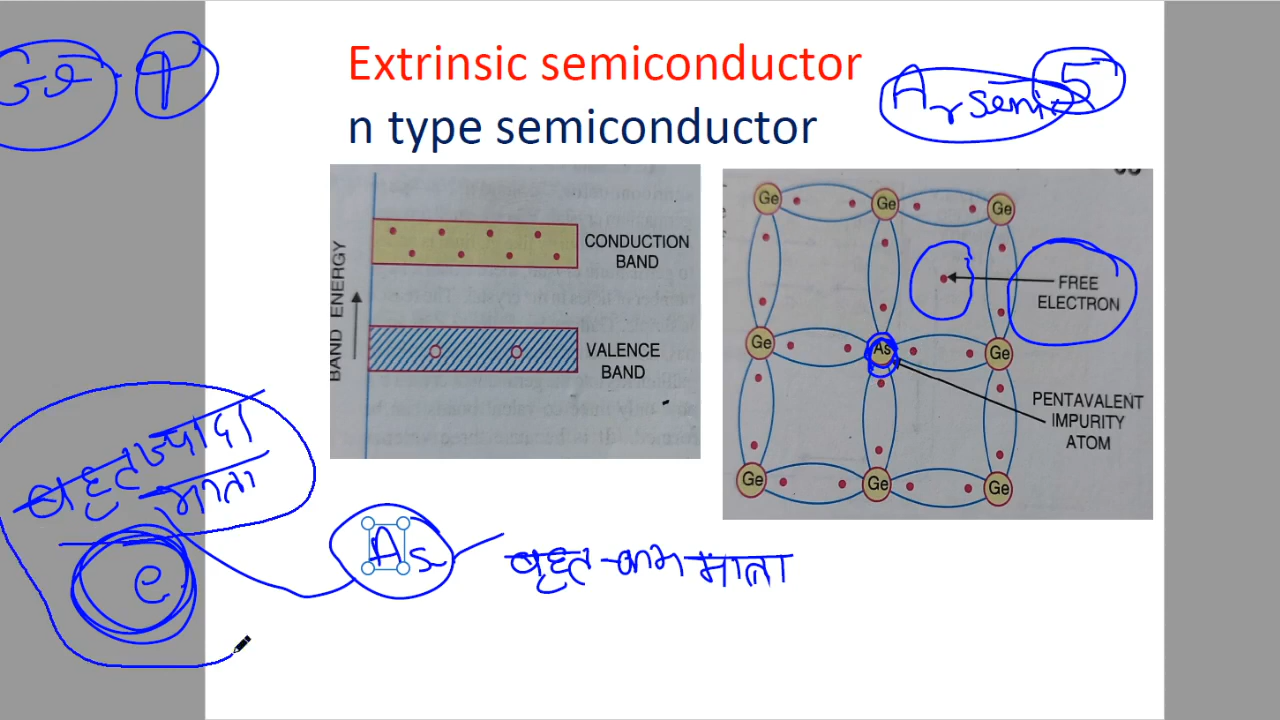 Extrinsic semiconductor
n type semiconductor
Arsenic 5
BAND ENERGY
CONDUCTION
BAND
VALENCE
BAND
Ge Ge Ge
FREE
ELECTRON
Ge As Ge
PENTAVALENT
IMPURITY
ATOM
Ge Ge Ge
बहुत ज्यादा
मात्रा
e
As
बहुत कम मात्रा